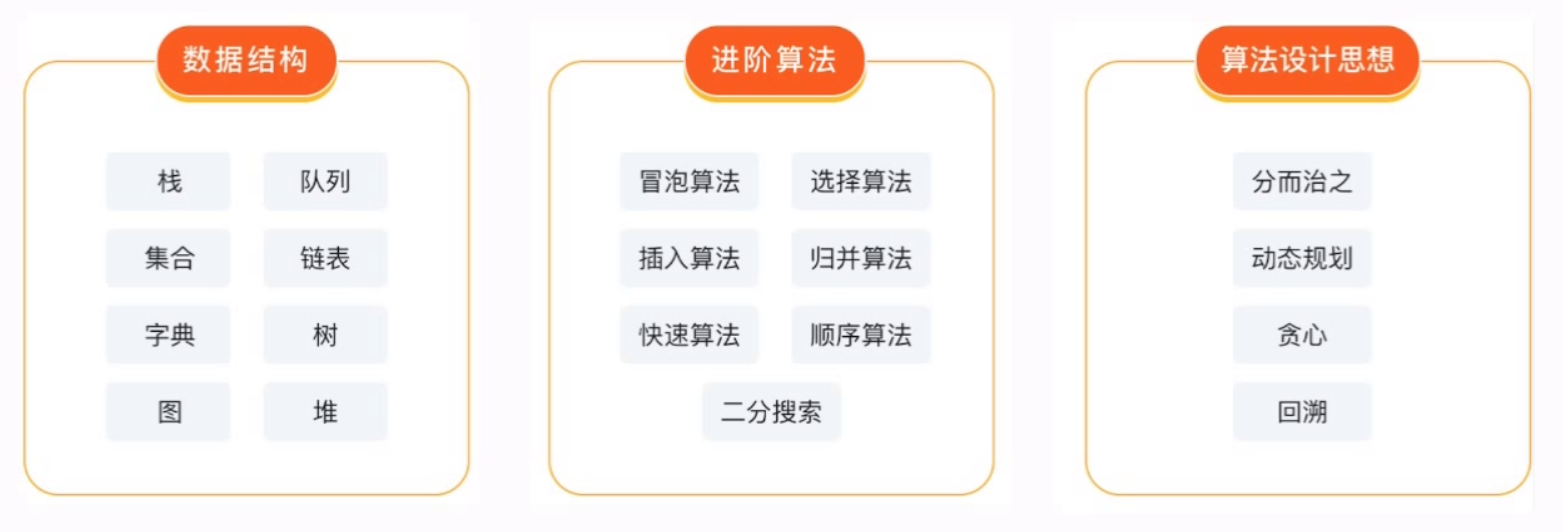 数据结构
栈 队列
集合 链表
字典 树
图 堆
进阶算法
冒泡算法 选择算法
插入算法 归并算法
快速算法 顺序算法
二分搜索
算法设计思想
分而治之
动态规划
贪心
回溯